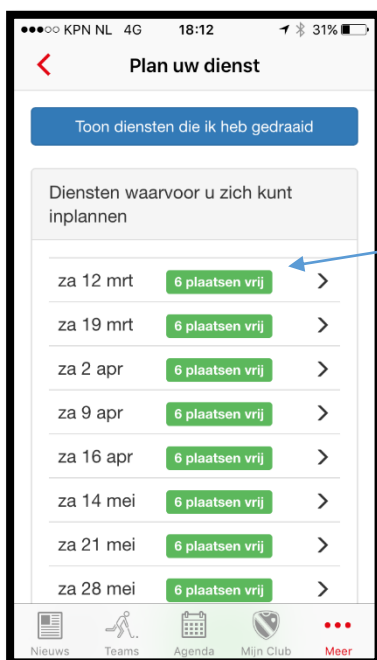 KPN NL 4G 18:12 31%
Plan uw dienst
Toon diensten die ik heb gedraaid
Diensten waarvoor u zich kunt
inplannen
za 12 mrt 6 plaatsen vrij
za 19 mrt 6 plaatsen vrij
za 2 apr 6 plaatsen vrij
za 9 apr 6 plaatsen vrij
za 16 apr 6 plaatsen vrij
za 14 mei 6 plaatsen vrij
za 21 mei 6 plaatsen vrij
za 28 mei 6 plaatsen vrij
Nieuws Teams Agenda Mijn Club Meer